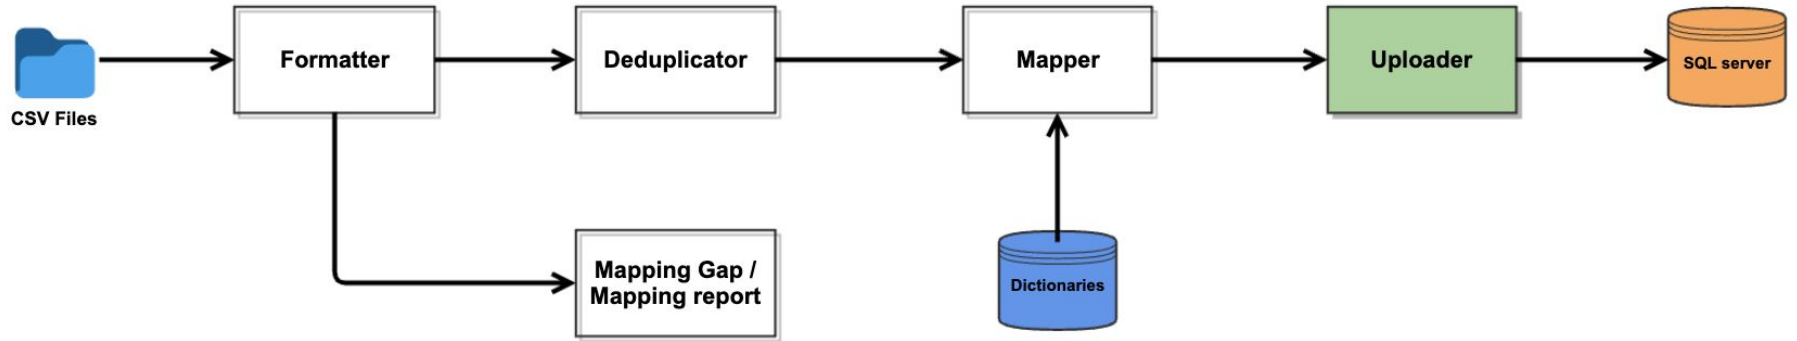 Formatter
Deduplicator
Mapper
Uploader
SQL server
CSV Files
Mapping Gap /
Mapping report
Dictionaries